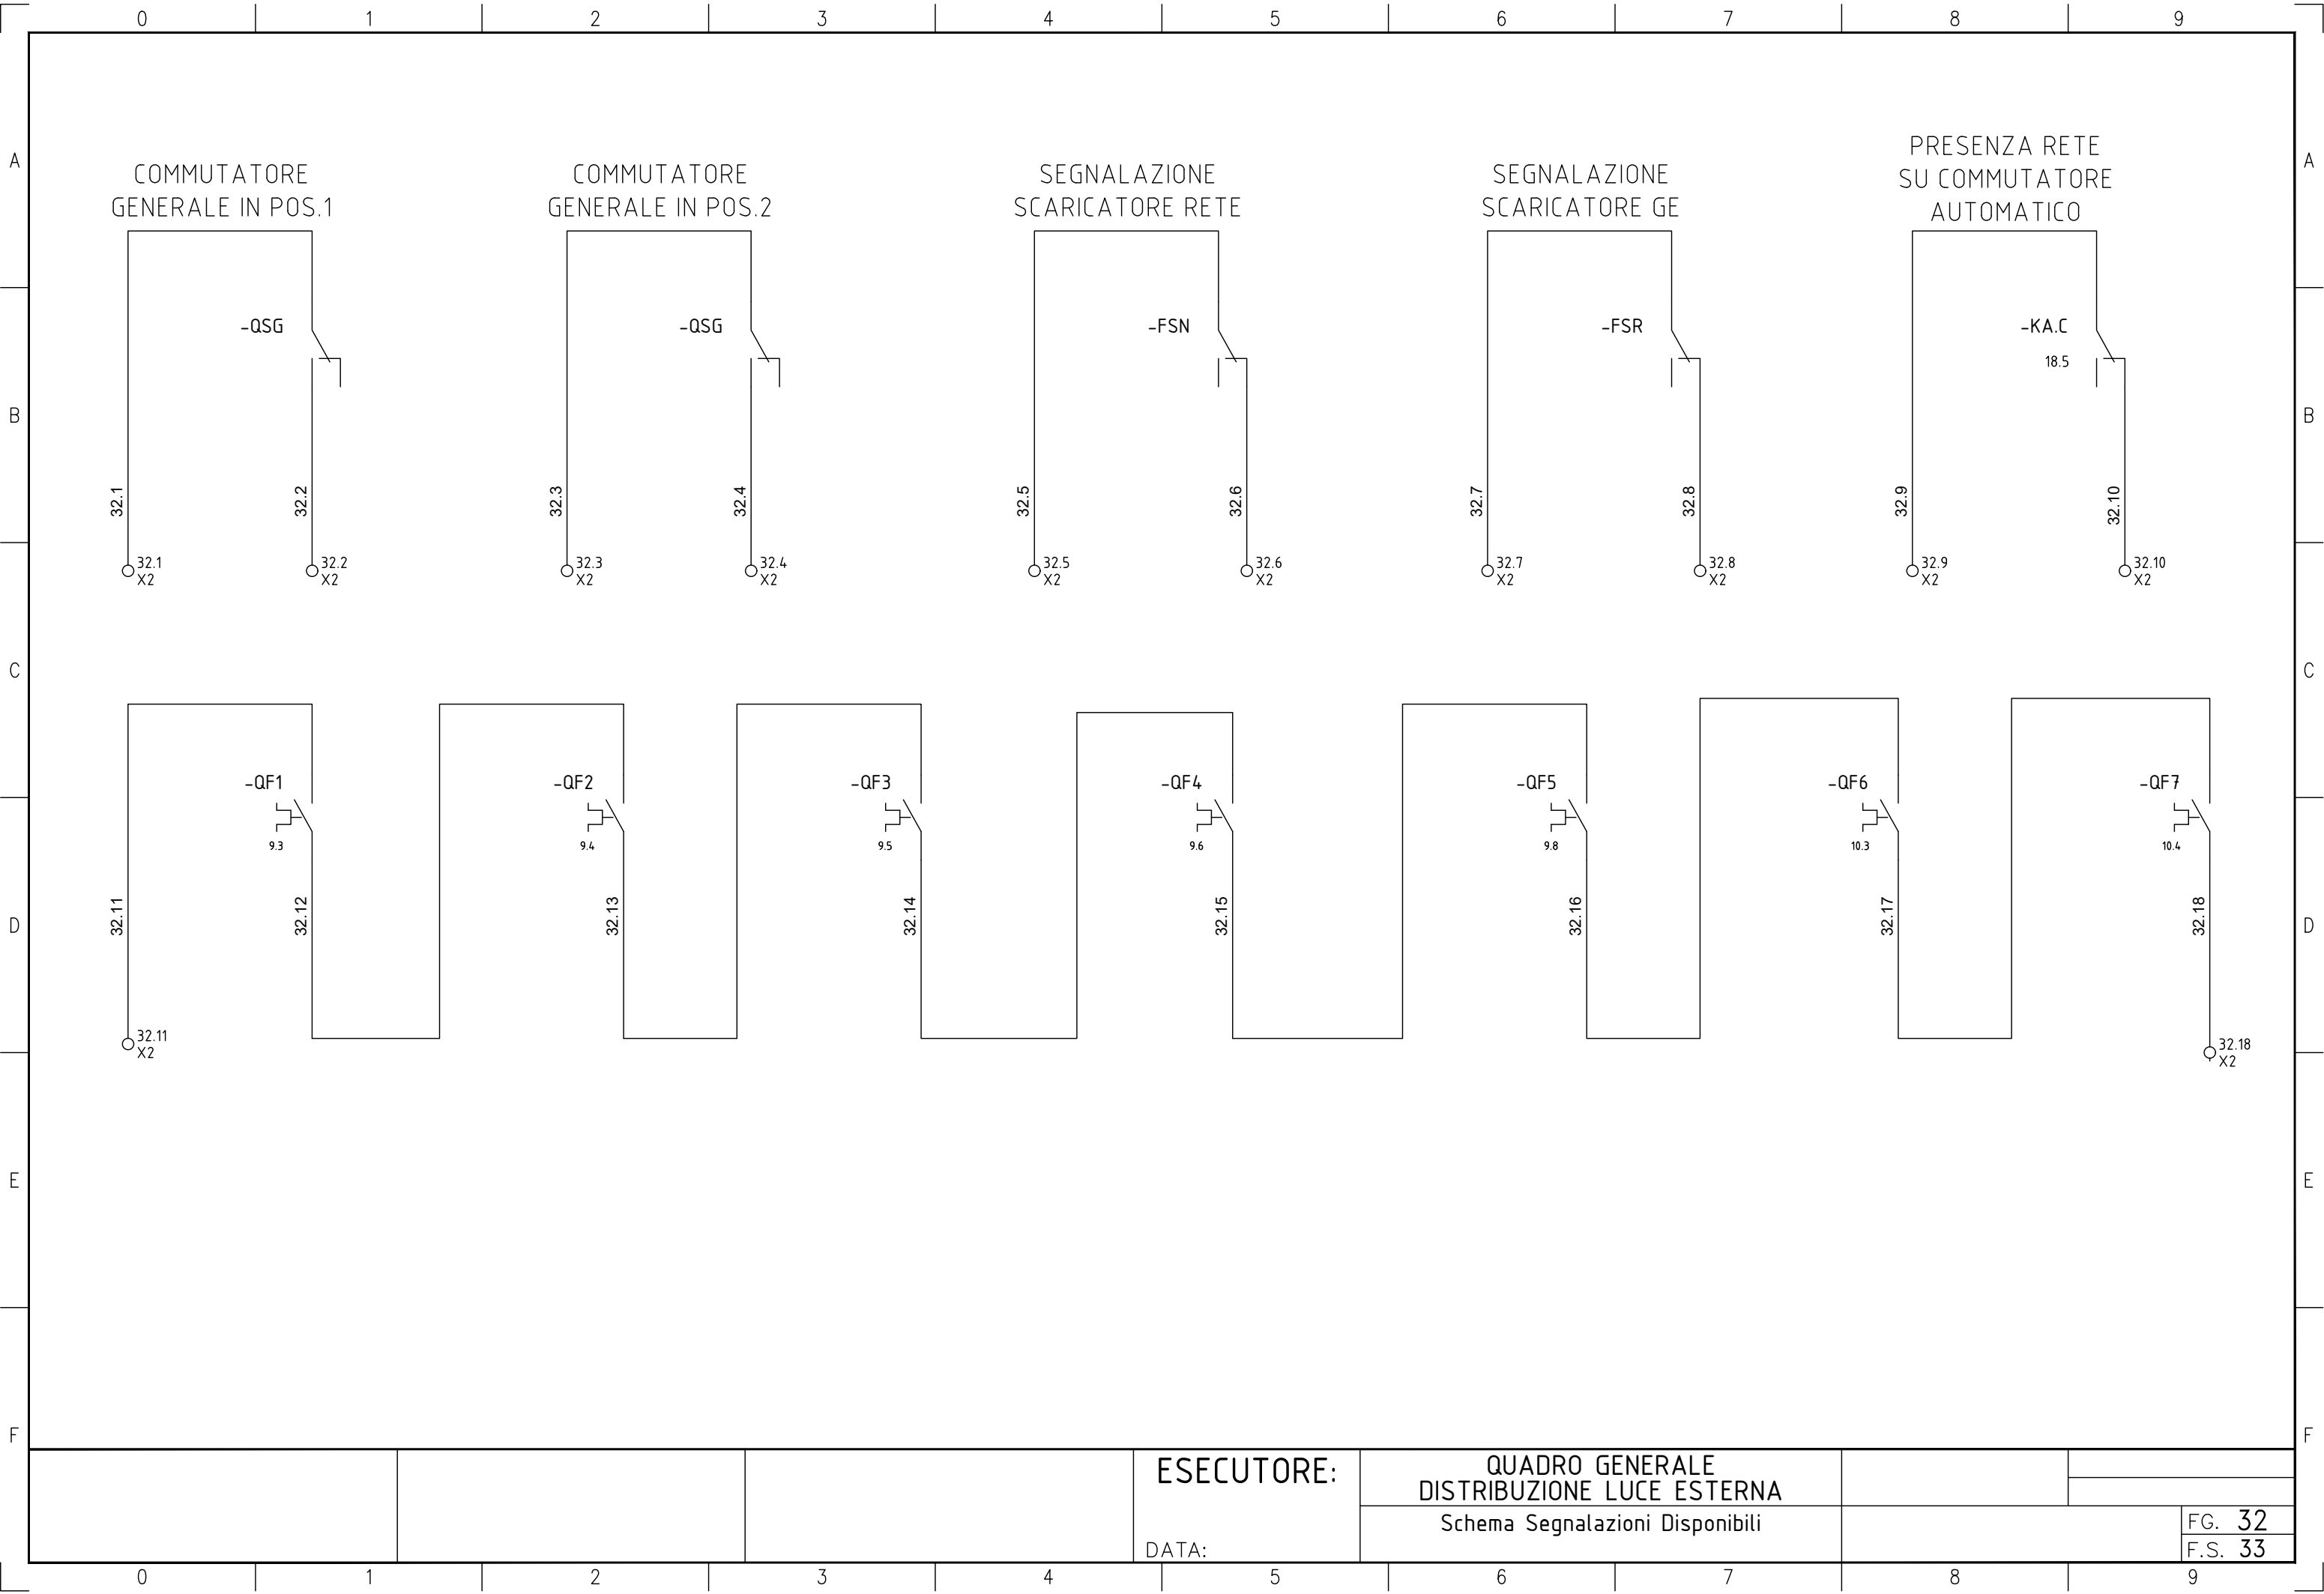 0 1 2 3 4 5 6 7 8 9
A A
COMMUTATORE
GENERALE IN POS.1
COMMUTATORE
GENERALE IN POS.2
SEGNALAZIONE
SCARICATORE RETE
SEGNALAZIONE
SCARICATORE GE
PRESENZA RETE
SU COMMUTATORE
AUTOMATICO
-QSG -QSG -FSN -FSR -KA.C
18.5
B B
32.1 32.2 32.3 32.4 32.5 32.6 32.7 32.8 32.9 32.10
32.1 32.2 32.3 32.4 32.5 32.6 32.7 32.8 32.9 32.10
X2 X2 X2 X2 X2 X2 X2 X2 X2 X2
C C
-QF1 -QF2 -QF3 -QF4 -QF5 -QF6 -QF7
9.3 9.4 9.5 9.6 9.8 10.3 10.4
32.11 32.12 32.13 32.14 32.15 32.16 32.17 32.18
D D
32.11 32.18
X2 X2
E E
F F
ESECUTORE:
DATA:
QUADRO GENERALE
DISTRIBUZIONE LUCE ESTERNA
Schema Segnalazioni Disponibili
FG. 32
F.S. 33
0 1 2 3 4 5 6 7 8 9